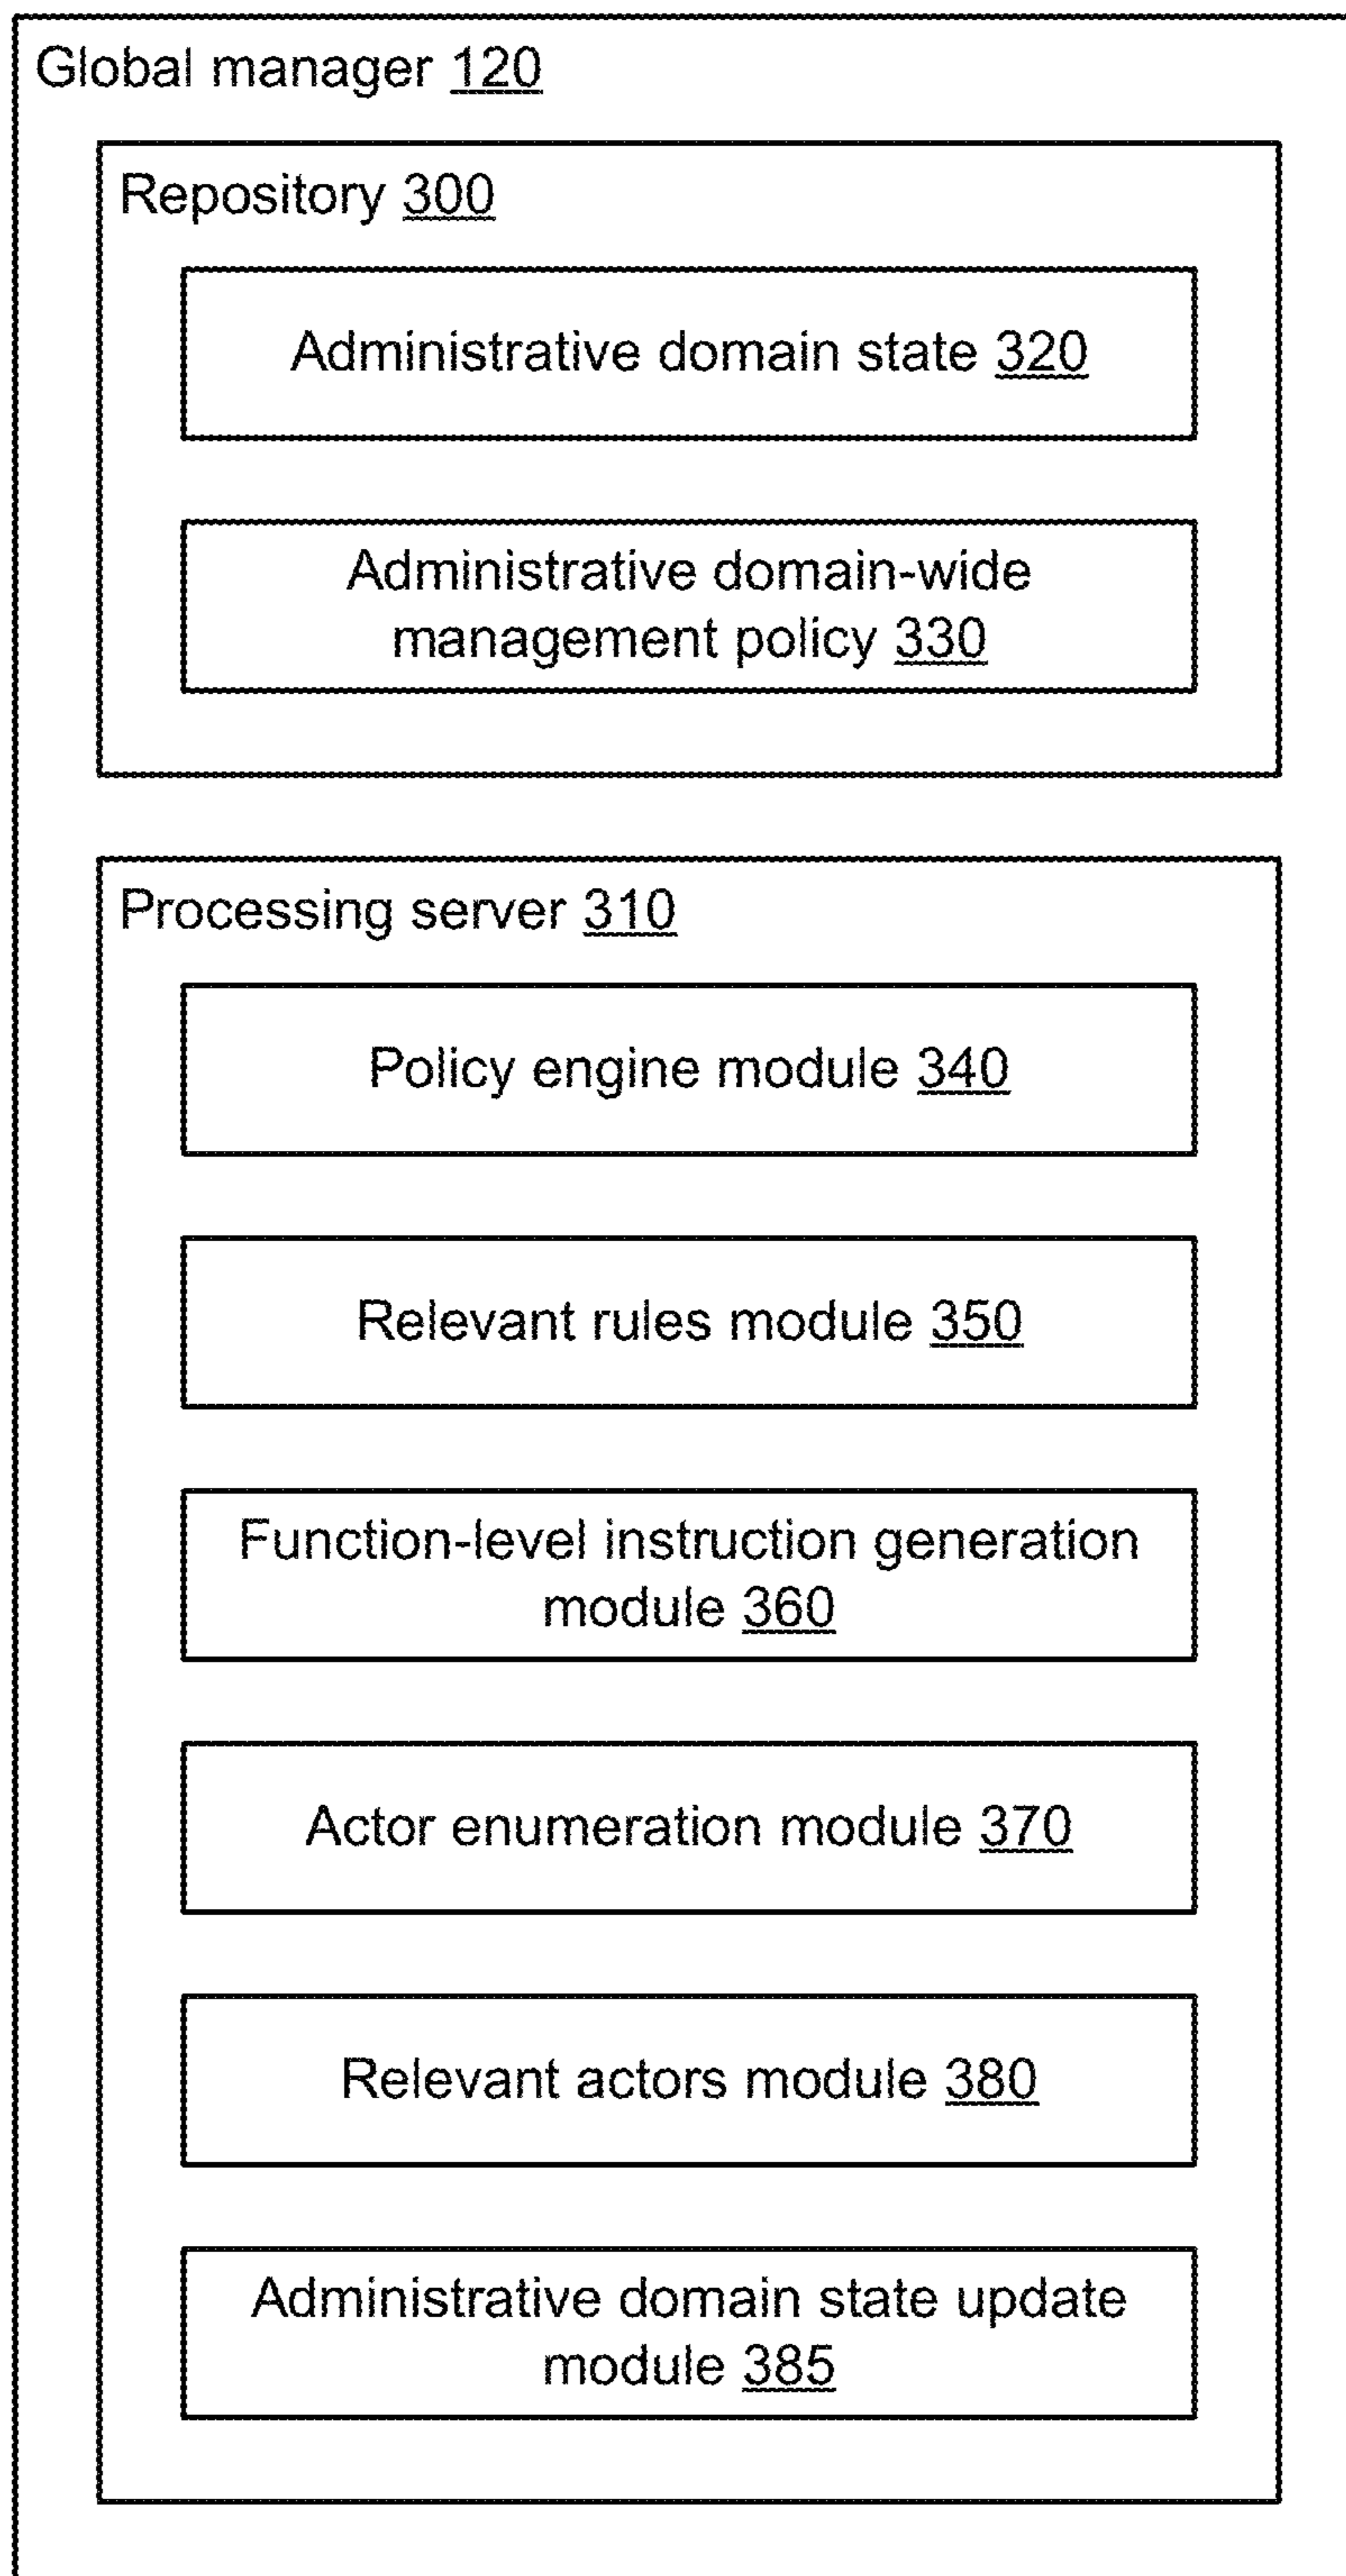 Global manager 120
Repository 300
Administrative domain state 320
Administrative domain-wide
management policy 330
Processing server 310
Policy engine module 340
Relevant rules module 350
Function-level instruction generation
module 360
Actor enumeration module 370
Relevant actors module 380
Administrative domain state update
module 385